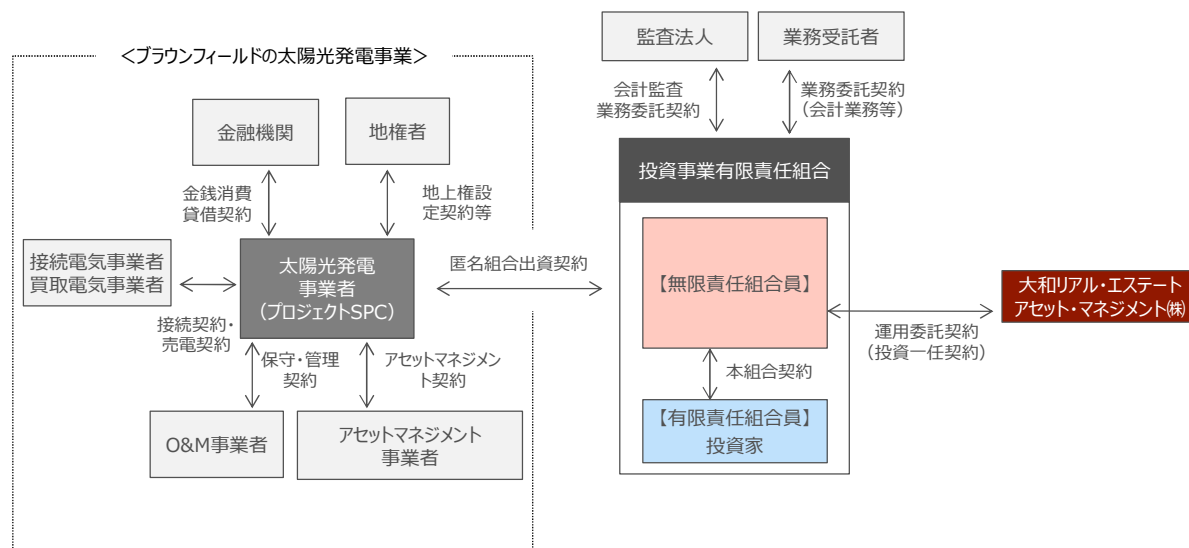 ＜ブラウンフィールドの太陽光発電事業＞
監査法人
業務受託者
会計監査
業務委託契約
業務委託契約
（会計業務等）
金融機関
地権者
金銭消費
貸借契約
地上権設
定契約等
投資事業有限責任組合
接続電気事業者
買取電気事業者
太陽光発電
事業者
（プロジェクトSPC）
匿名組合出資契約
【無限責任組合員】
大和リアル・エステート
アセット・マネジメント㈱
接続契約・
売電契約
運用委託契約
（投資一任契約）
保守・管理
契約
アセットマネジメン
ト契約
本組合契約
O&M事業者
アセットマネジメント
事業者
【有限責任組合員】
投資家